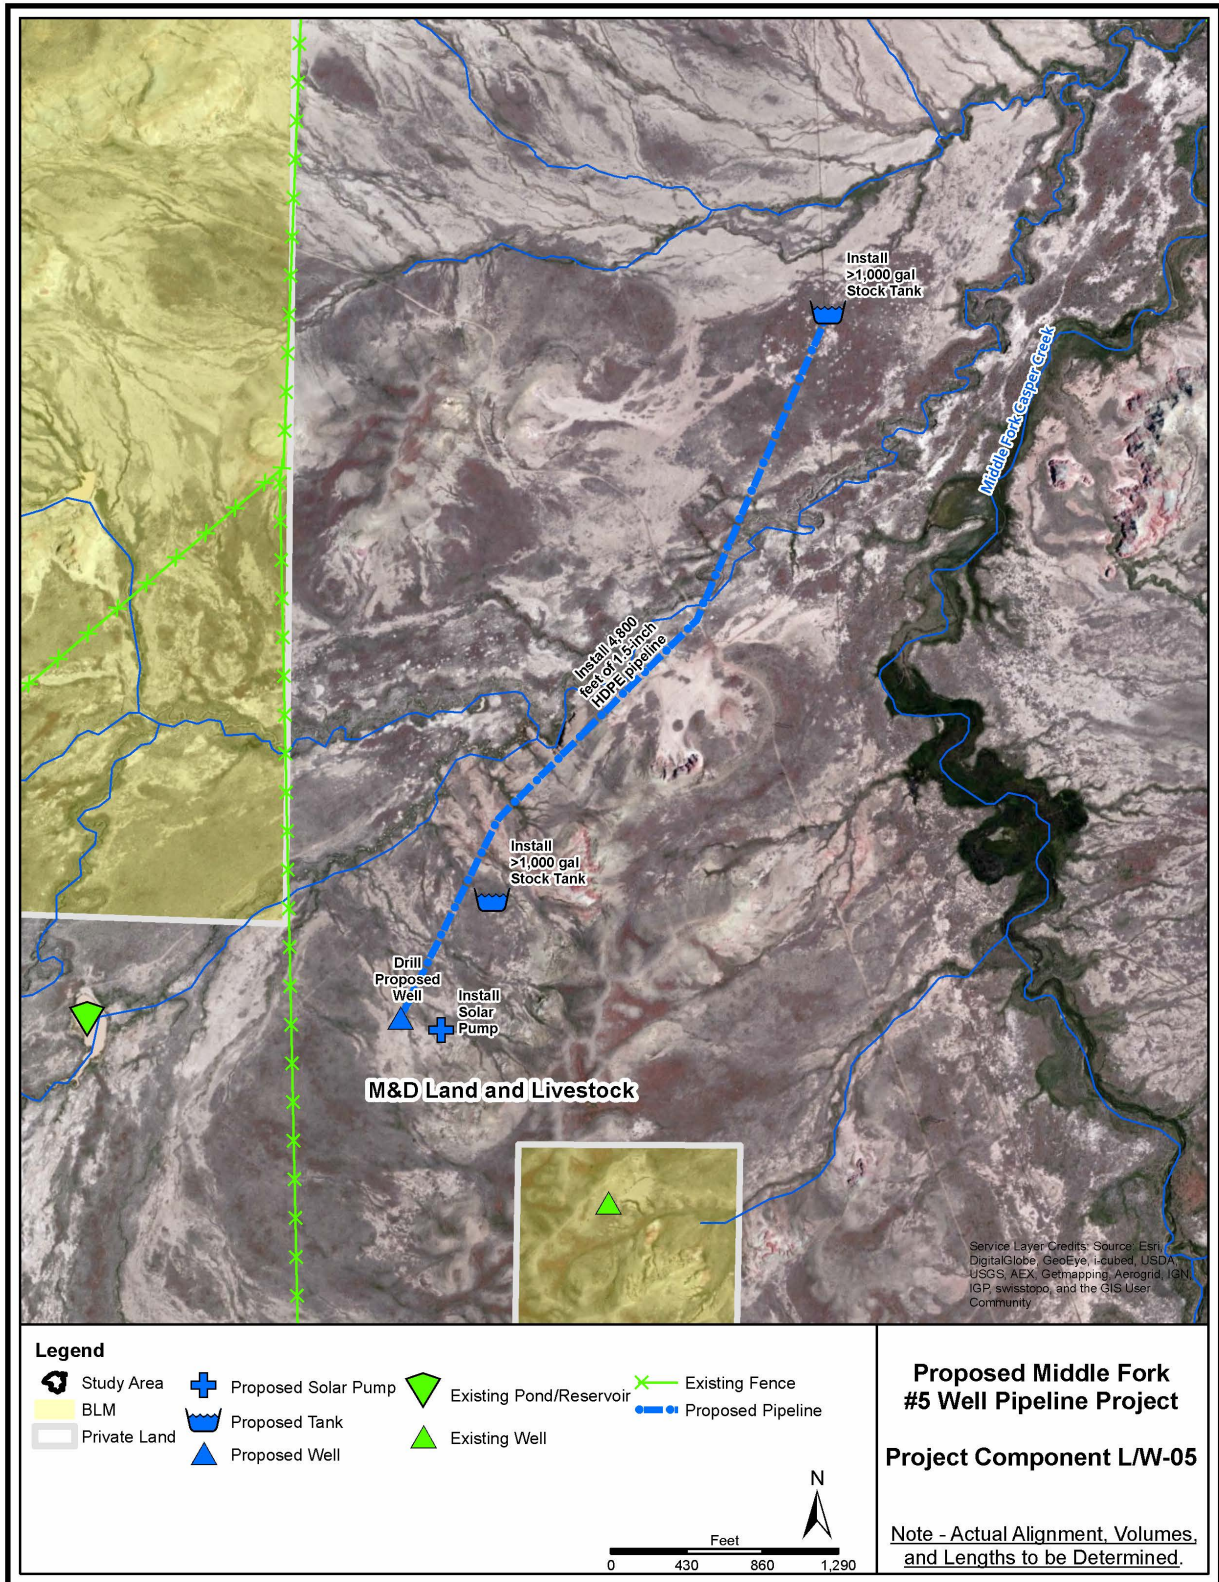 Install
>1,000 gal
Stock Tank
Middle Fork Casper Creek
Install 4,800
feet of 1.5-inch
HDPE pipeline
Install
>1,000 gal
Stock Tank
Drill
Proposed
Well
Install
Solar
Pump
M&D Land and Livestock
Service Layer Credits: Source: Esri,
DigitalGlobe, GeoEye, i-cubed, USDA,
USGS, AEX, Getmapping, Aerogrid, IGN,
IGP, swisstopo, and the GIS User
Community
Legend
Study Area
BLM
Private Land
Proposed Solar Pump
Proposed Tank
Proposed Well
Existing Pond/Reservoir
Existing Well
Existing Fence
Proposed Pipeline
N
Feet
0 430 860 1,290
Proposed Middle Fork
#5 Well Pipeline Project
Project Component L/W-05
Note - Actual Alignment, Volumes,
and Lengths to be Determined.